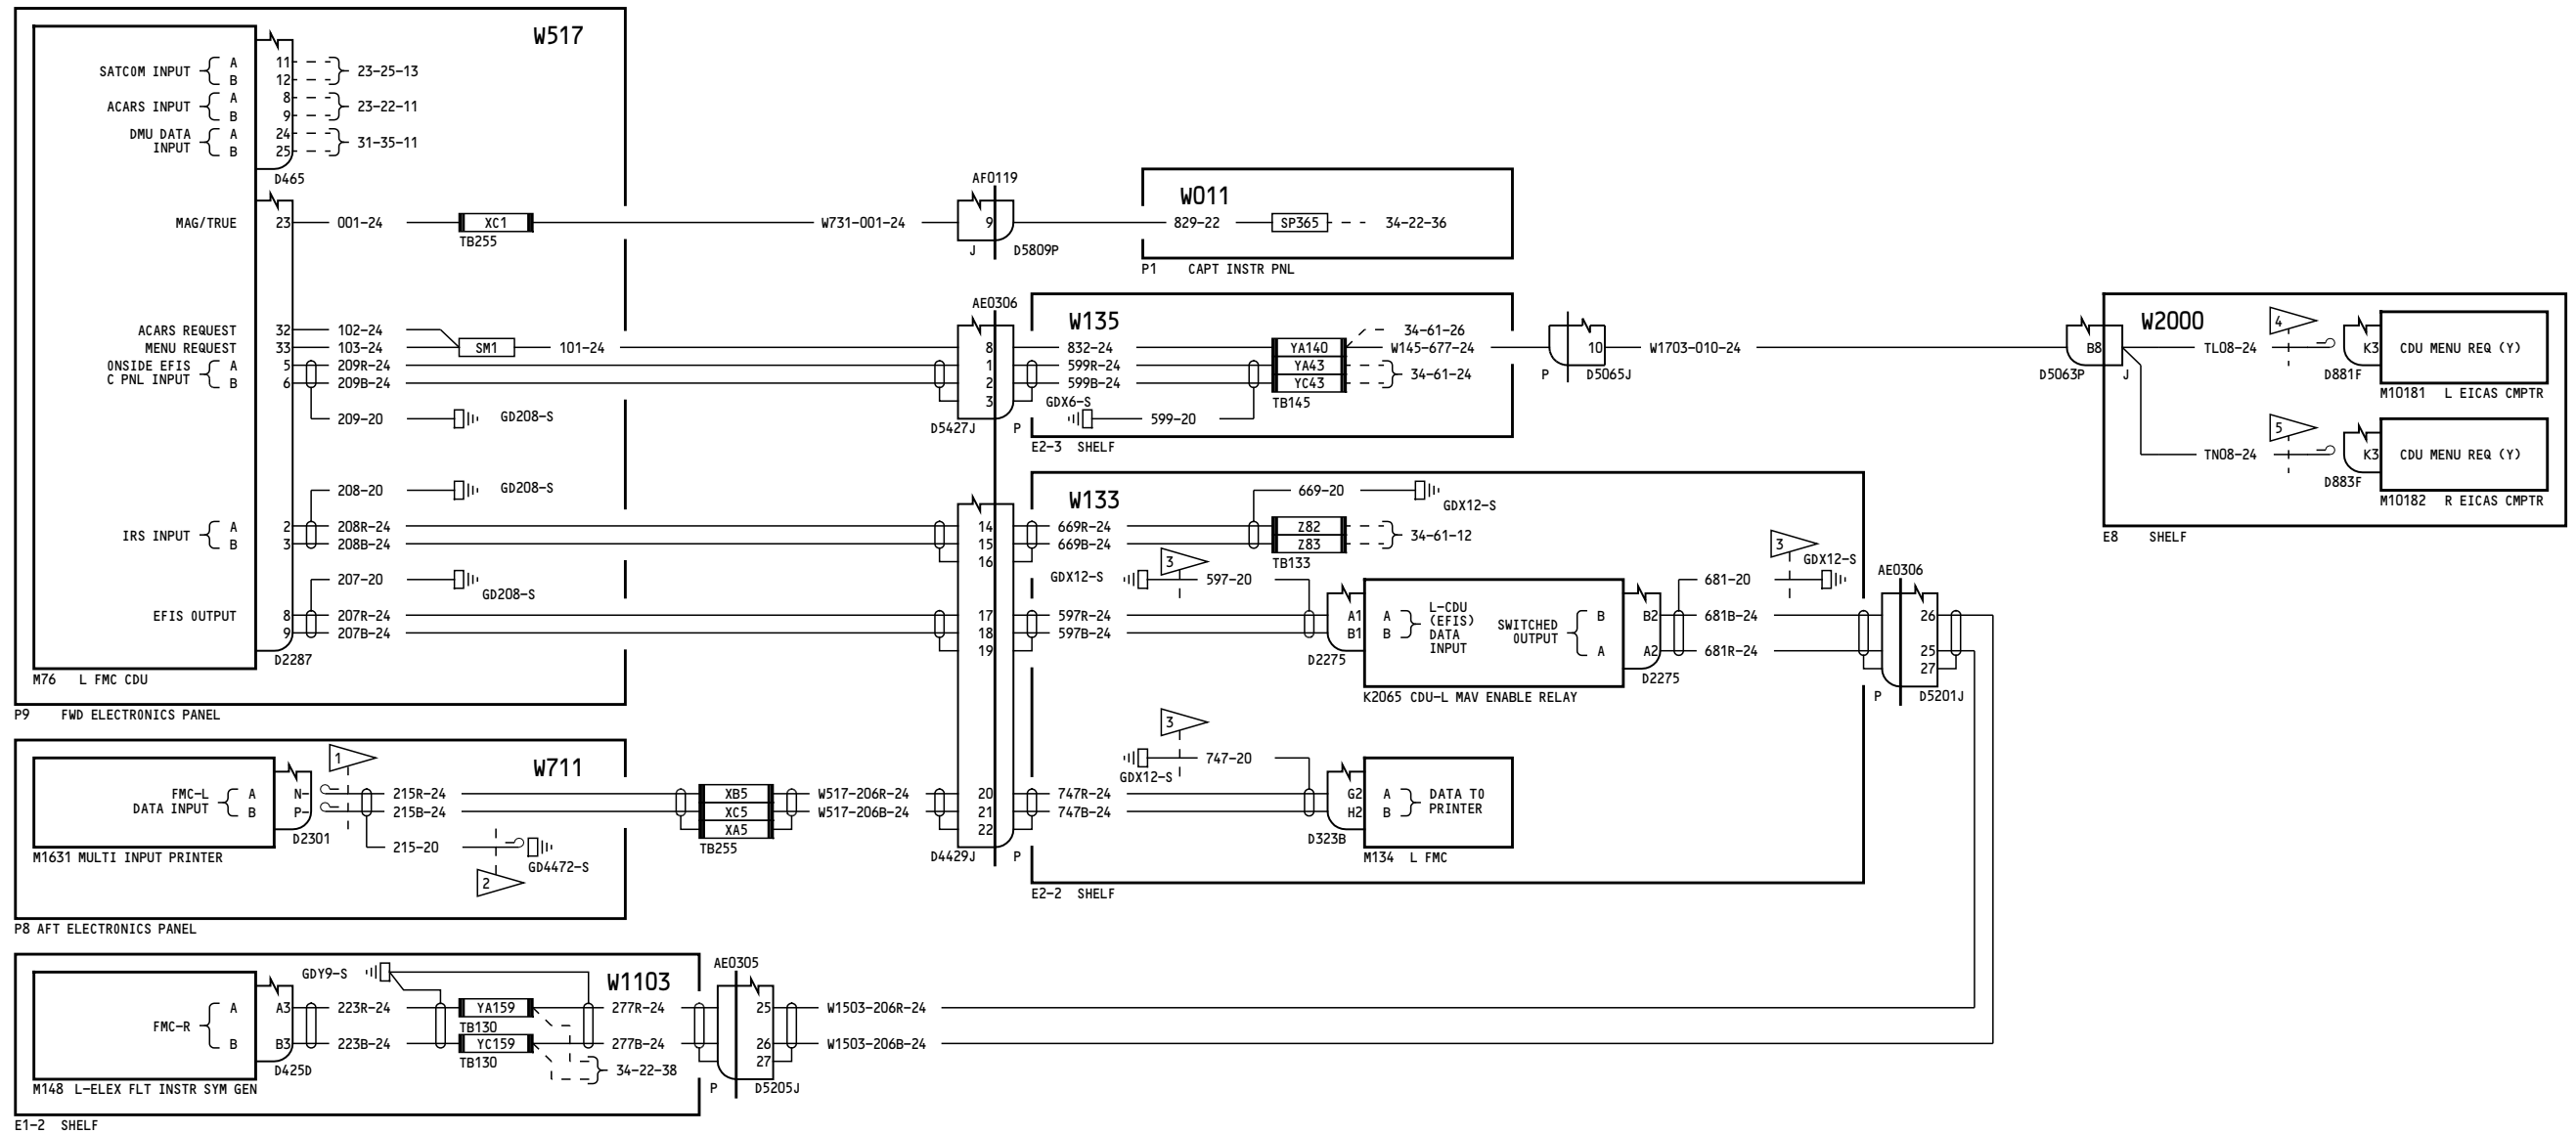 W517
SATCOM INPUT A 11 23-25-13
B 12
ACARS INPUT A 8 23-22-11
B 9
DMU DATA INPUT A 24 31-35-11
B 25
D465
MAG/TRUE 23 001-24 XC1 W731-001-24 9 829-22 SP365 34-22-36
TB255
AF0119
J D5809P
W011
P1 CAPT INSTR PNL
ACARS REQUEST 32 102-24
MENU REQUEST 33 103-24 SM1 101-24 8 832-24 YA140 W145-677-24 10 W1703-010-24 B8 TL08-24 K3 CDU MENU REQ (Y)
34-61-26
ONSIDE EFIS C PNL INPUT A 5 209R-24 1 599R-24 YA43 34-61-24
B 6 209B-24 2 599B-24 YC43
3
209-20 GD208-S
AE0306
W135
GDX6-S 599-20
TB145
D5427J P
E2-3 SHELF
P D5065J
D5063P J
W2000
4
D881F
M10181 L EICAS CMPTR
5
TN08-24 K3 CDU MENU REQ (Y)
D883F
M10182 R EICAS CMPTR
E8 SHELF
208-20 GD208-S
IRS INPUT A 2 208R-24 14 669R-24 Z82 34-61-12
B 3 208B-24 15 669B-24 Z83
16
W133
669-20 GDX12-S
TB133
207-20 GD208-S
EFIS OUTPUT 8 207R-24 17 597R-24 A1 A
9 207B-24 18 597B-24 B1 B
19
D2287
M76 L FMC CDU
P9 FWD ELECTRONICS PANEL
GDX12-S 3 597-20
D2275
L-CDU
(EFIS)
DATA
INPUT
SWITCHED
OUTPUT
B B2 681B-24 26
A A2 681R-24 25
27
681-20 3 GDX12-S
AE0306
D2275
K2065 CDU-L MAV ENABLE RELAY
P D5201J
W711
1
FMC-L DATA INPUT A N 215R-24 XB5 W517-206R-24 20 747R-24 G2 A DATA TO
B P 215B-24 XC5 W517-206B-24 21 747B-24 H2 B PRINTER
XA5 22
D2301
215-20 GD4472-S
2
M1631 MULTI INPUT PRINTER
TB255
D4429J P
3
GDX12-S 747-20
D323B
M134 L FMC
E2-2 SHELF
P8 AFT ELECTRONICS PANEL
W1103
GDY9-S
AE0305
FMC-R A A3 223R-24 YA159 277R-24 25 W1503-206R-24
TB130
B B3 223B-24 YC159 277B-24 26 W1503-206B-24
27
TB130
34-22-38
D425D
P D5205J
M148 L-ELEX FLT INSTR SYM GEN
E1-2 SHELF